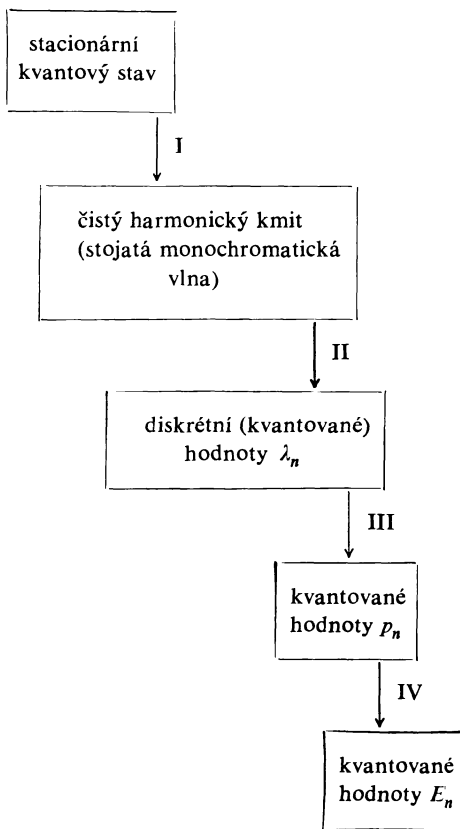 stacionární
kvantový stav
I
čistý harmonický kmit
(stojatá monochromatická
vlna)
II
diskrétní (kvantované)
hodnoty λₙ
III
kvantované
hodnoty pₙ
IV
kvantované
hodnoty Eₙ